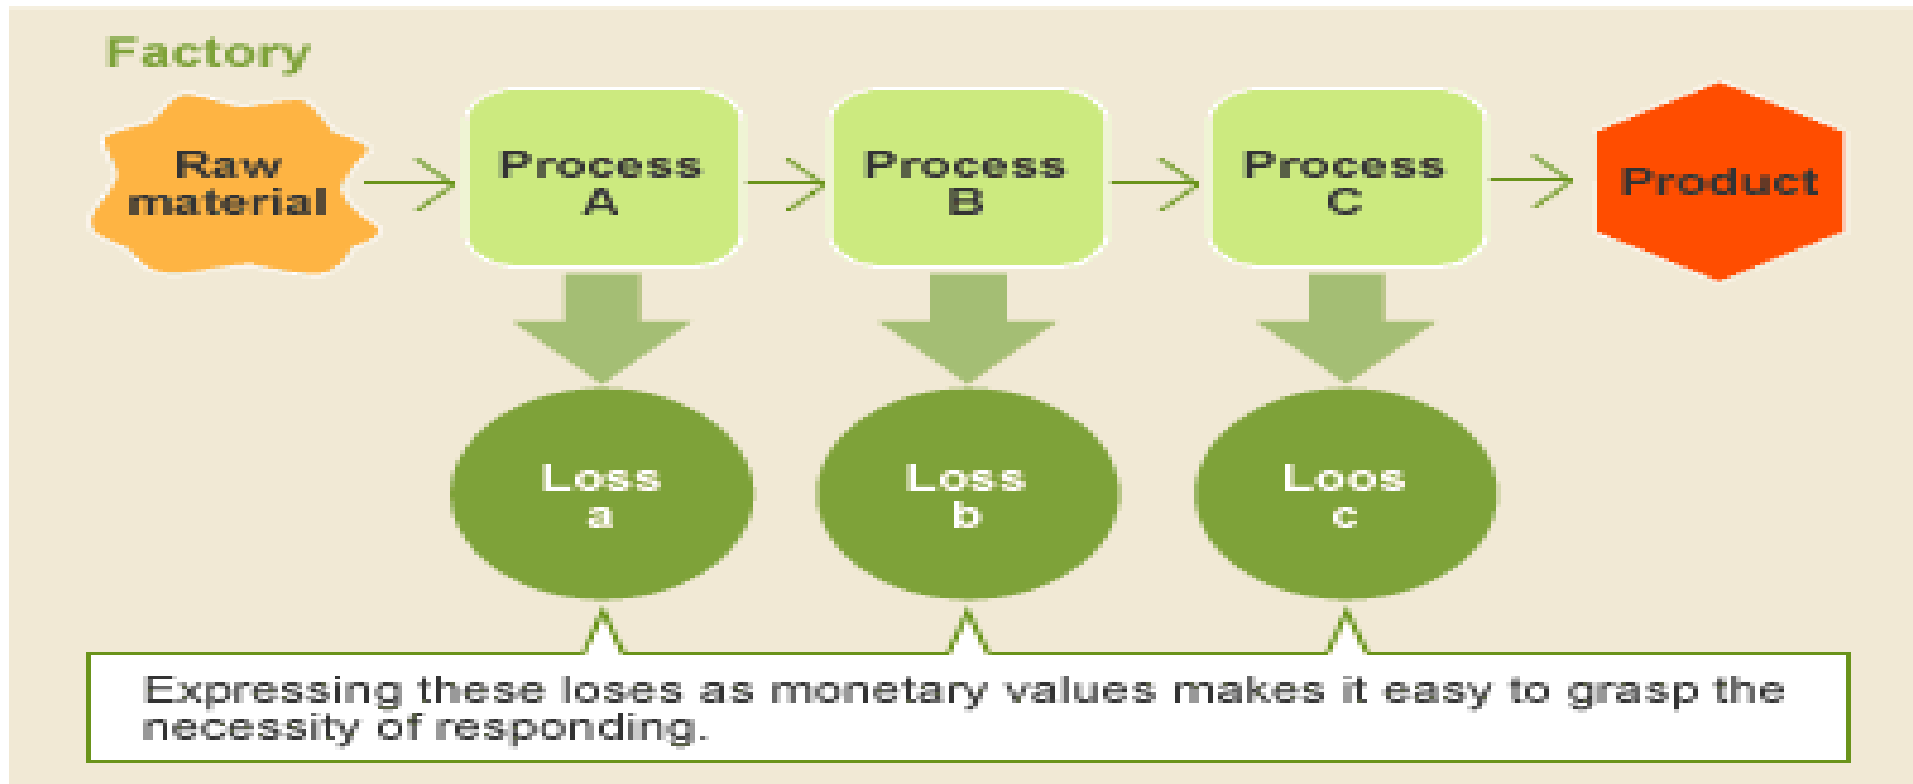 Factory
Raw
material
Process
A
Process
B
Process
C
Product
Loss
a
Loss
b
Loos
c
Expressing these loses as monetary values makes it easy to grasp the
necessity of responding.